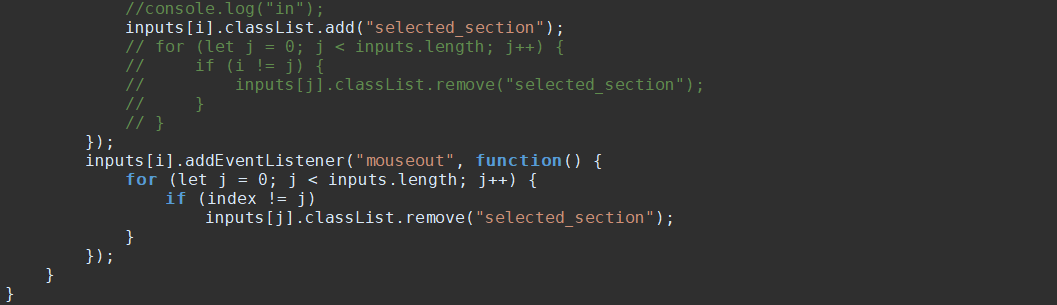 //console.log("in");
inputs[i].classList.add("selected_section");
// for (let j = 0; j < inputs.length; j++) {
//     if (i != j) {
//         inputs[j].classList.remove("selected_section");
//     }
// }
});
inputs[i].addEventListener("mouseout", function() {
for (let j = 0; j < inputs.length; j++) {
if (index != j)
inputs[j].classList.remove("selected_section");
}
});
}
}